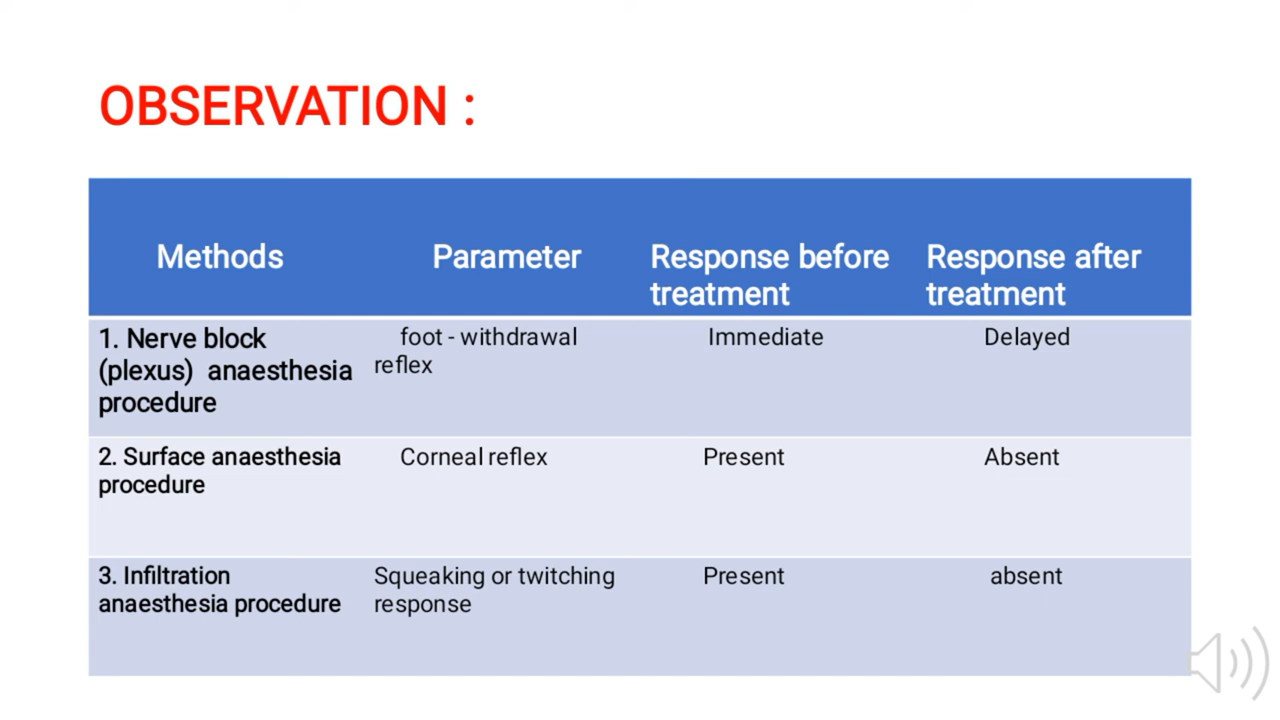 OBSERVATION :
Methods Parameter Response before treatment Response after treatment
1. Nerve block (plexus) anaesthesia procedure foot - withdrawal reflex Immediate Delayed
2. Surface anaesthesia procedure Corneal reflex Present Absent
3. Infiltration anaesthesia procedure Squeaking or twitching response Present absent